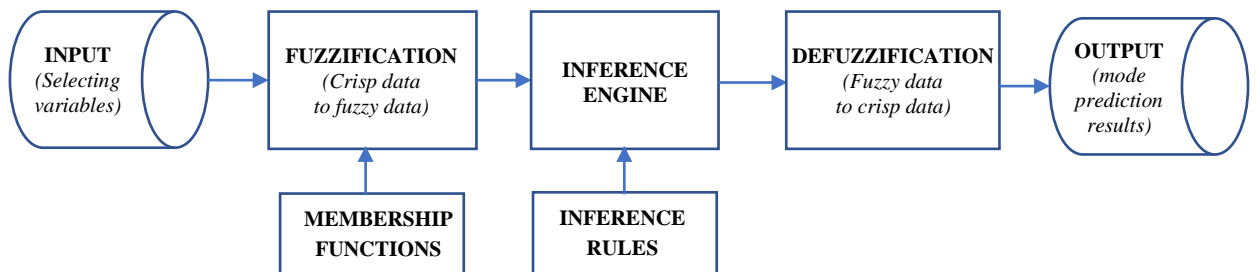 INPUT
(Selecting
variables)
FUZZIFICATION
(Crisp data
to fuzzy data)
INFERENCE
ENGINE
DEFUZZIFICATION
(Fuzzy data
to crisp data)
OUTPUT
(mode
prediction
results)
MEMBERSHIP
FUNCTIONS
INFERENCE
RULES